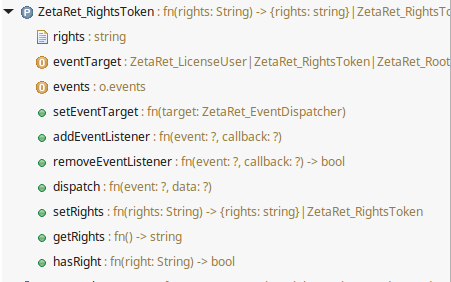 ZetaRet_RightsToken : fn(rights: String) -> {rights: string}|ZetaRet_RightsTo
rights : string
eventTarget : ZetaRet_LicenseUser|ZetaRet_RightsToken|ZetaRet_Root
events : o.events
setEventTarget : fn(target: ZetaRet_EventDispatcher)
addEventListener : fn(event: ?, callback: ?)
removeEventListener : fn(event: ?, callback: ?) -> bool
dispatch : fn(event: ?, data: ?)
setRights : fn(rights: String) -> {rights: string}|ZetaRet_RightsToken
getRights : fn() -> string
hasRight : fn(right: String) -> bool